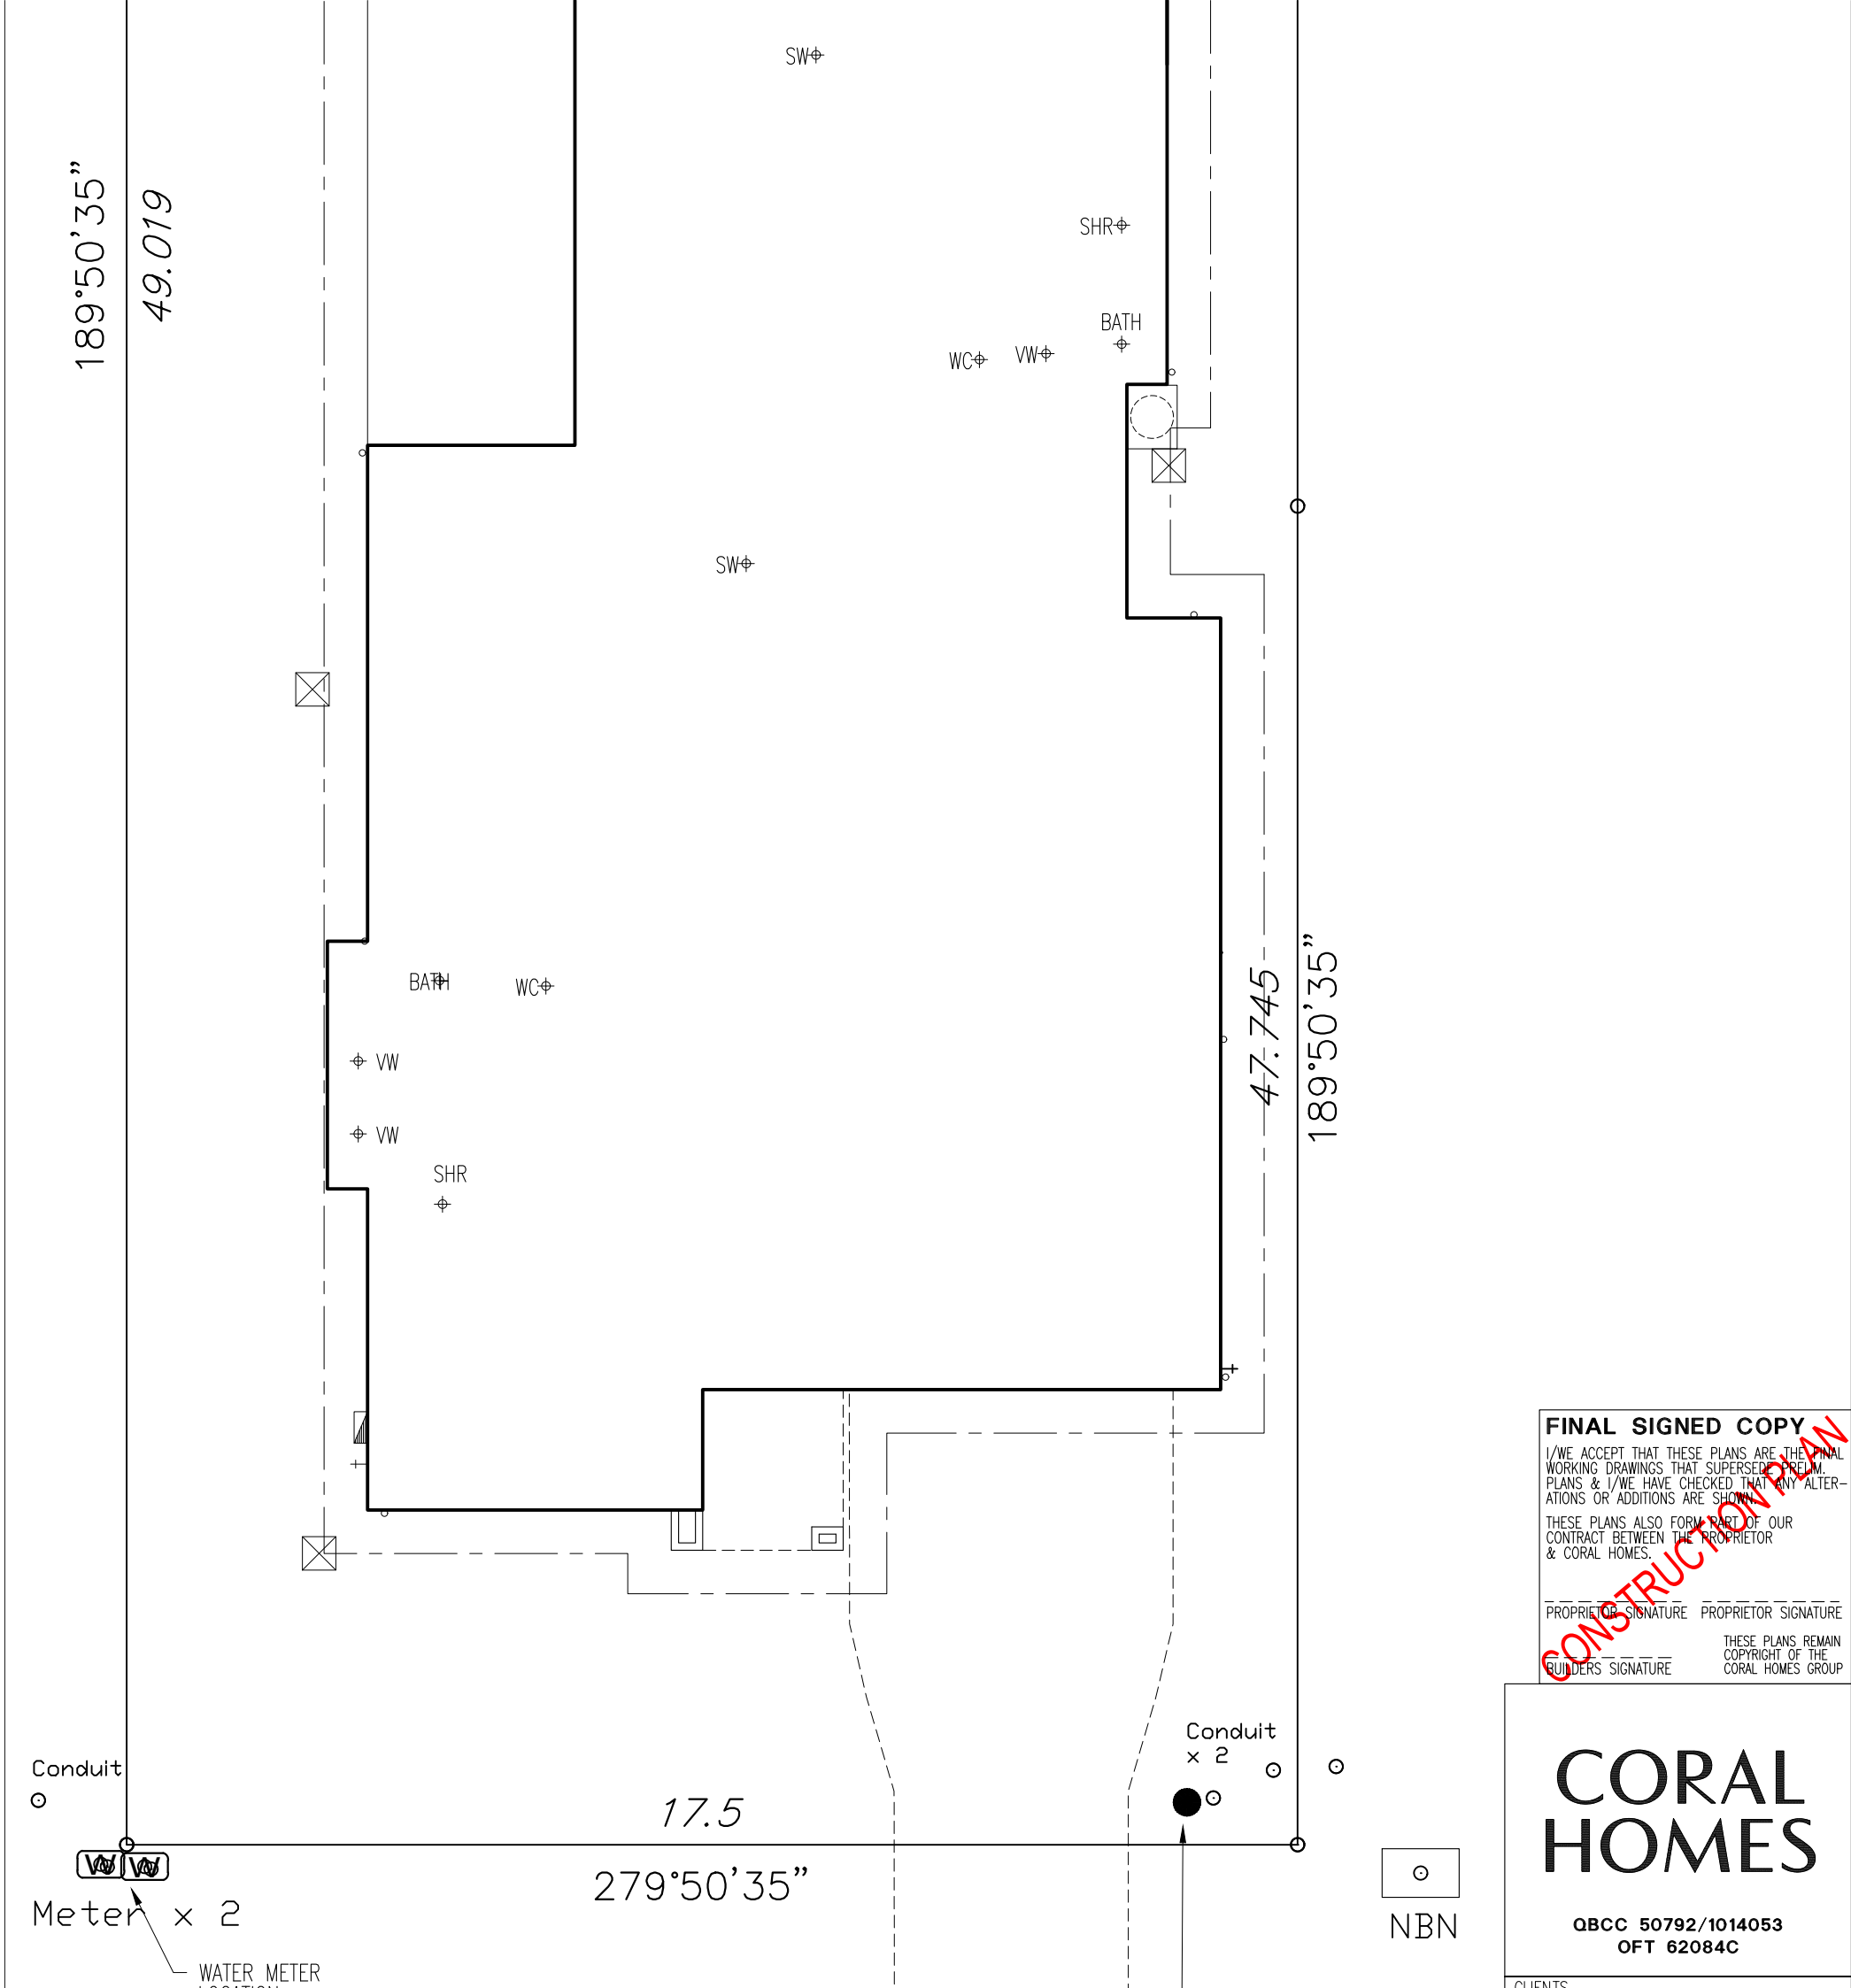 SW
189°50'35"
49.019
SHR
BATH
WC
VW
SW
BATH
WC
VW
VW
SHR
47.745
189°50'35"
FINAL SIGNED COPY
I/WE ACCEPT THAT THESE PLANS ARE THE FINAL
WORKING DRAWINGS THAT SUPERSEDE PRELIM.
PLANS & I/WE HAVE CHECKED THAT ANY ALTER-
ATIONS OR ADDITIONS ARE SHOWN.
THESE PLANS ALSO FORM PART OF OUR
CONTRACT BETWEEN THE PROPRIETOR
& CORAL HOMES.
PROPRIETOR SIGNATURE PROPRIETOR SIGNATURE
THESE PLANS REMAIN
COPYRIGHT OF THE
CORAL HOMES GROUP
BUILDERS SIGNATURE
CONSTRUCTION PLAN
CORAL
HOMES
QBCC 50792/1014053
OFT 62084C
CLIENTS
Conduit
Conduit
x 2
17.5
279°50'35"
W W
Meter x 2
WATER METER
LOCATION
NBN